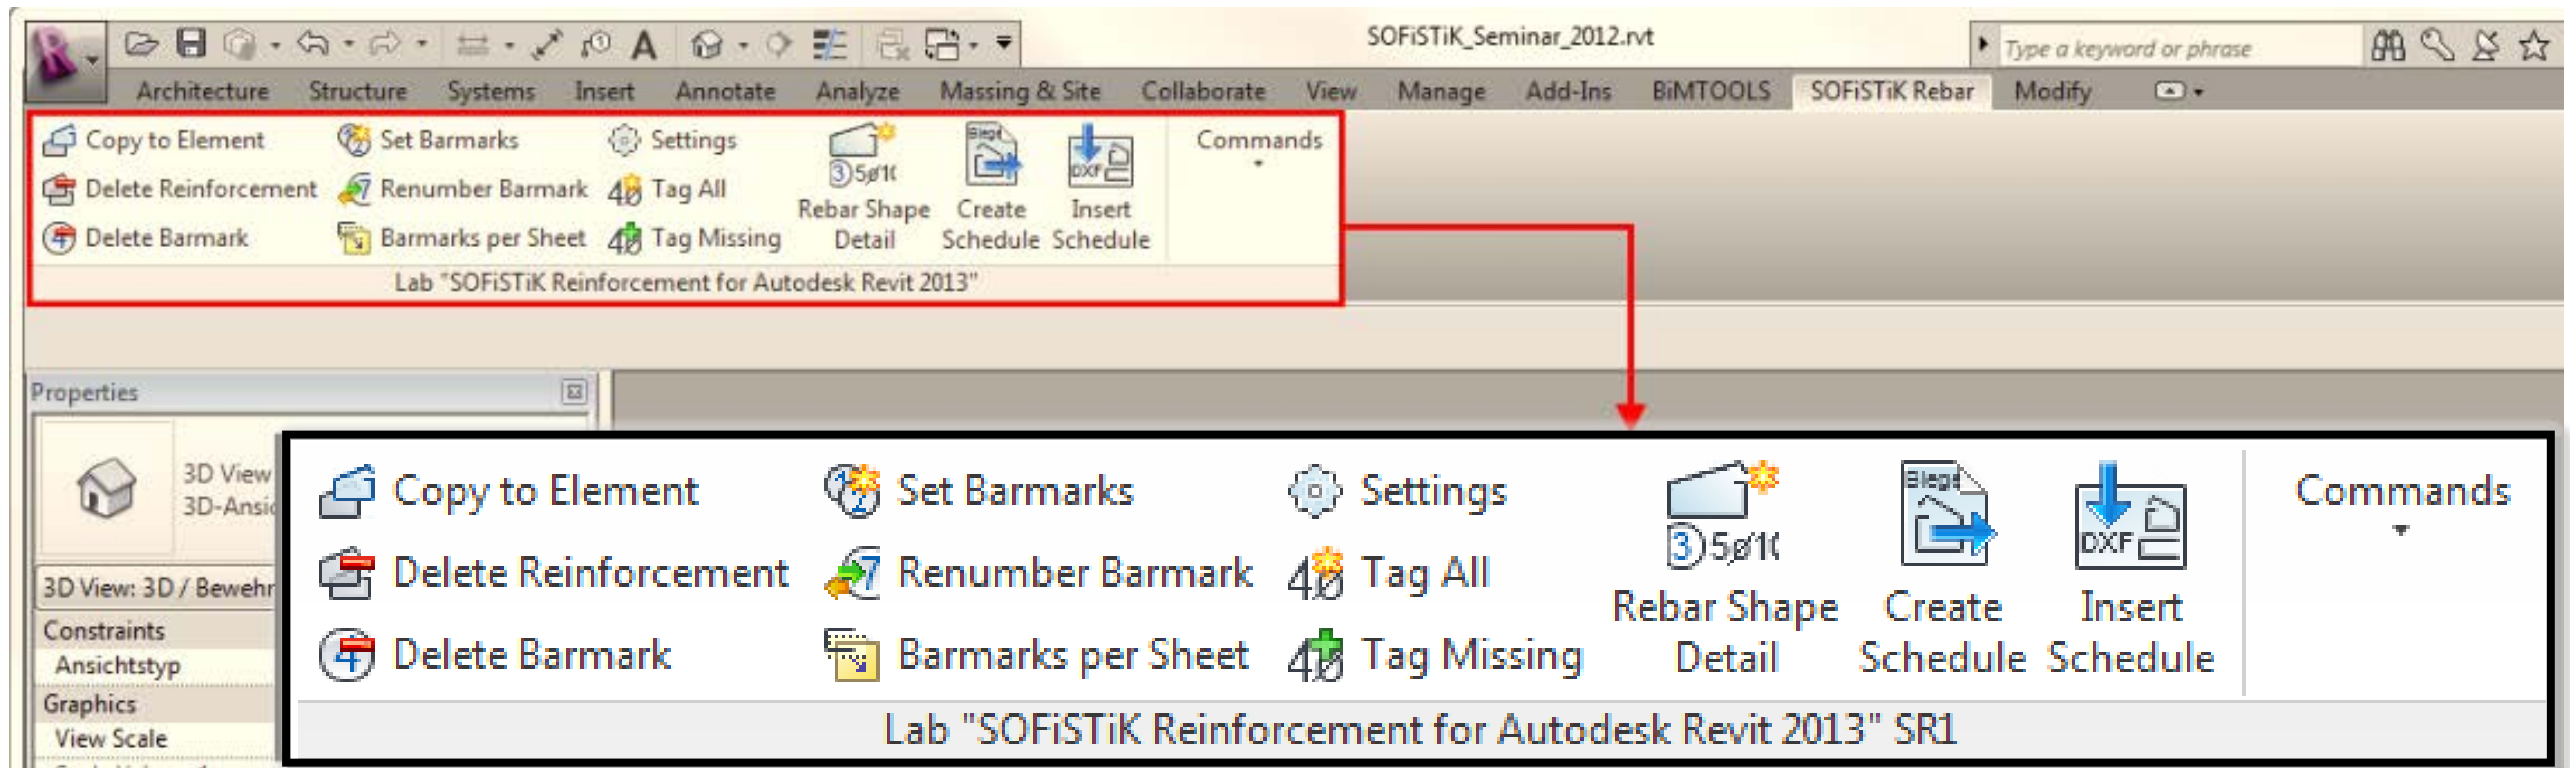 SOFiSTiK_Seminar_2012.rvt
Type a keyword or phrase
Architecture Structure Systems Insert Annotate Analyze Massing & Site Collaborate View Manage Add-Ins BiMTOOLS SOFiSTiK Rebar Modify
Copy to Element Set Barmarks Settings Commands
Delete Reinforcement Renumber Barmark Tag All
Delete Barmark Barmarks per Sheet Tag Missing
Rebar Shape Detail
Create Schedule
Insert Schedule
Lab "SOFiSTiK Reinforcement for Autodesk Revit 2013"
Properties
3D View
3D-Ansic
3D View: 3D / Bewehr
Constraints
Ansichtstyp
Graphics
View Scale
Copy to Element Set Barmarks Settings Commands
Delete Reinforcement Renumber Barmark Tag All
Delete Barmark Barmarks per Sheet Tag Missing
Rebar Shape Detail
Create Schedule
Insert Schedule
Lab "SOFiSTiK Reinforcement for Autodesk Revit 2013" SR1